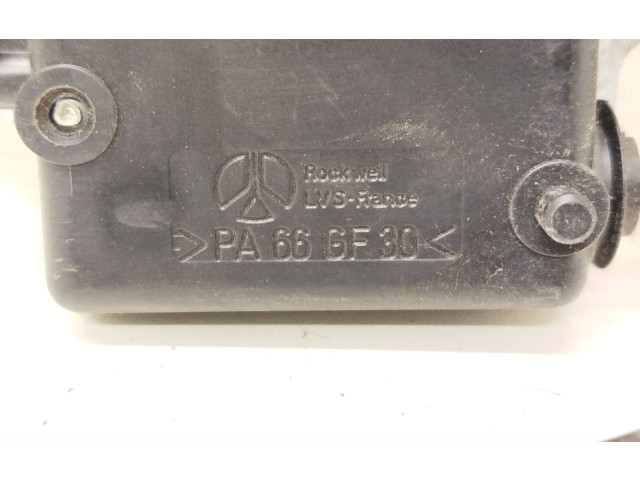 Rockwell
LVS-France
>PA 66 GF 30<